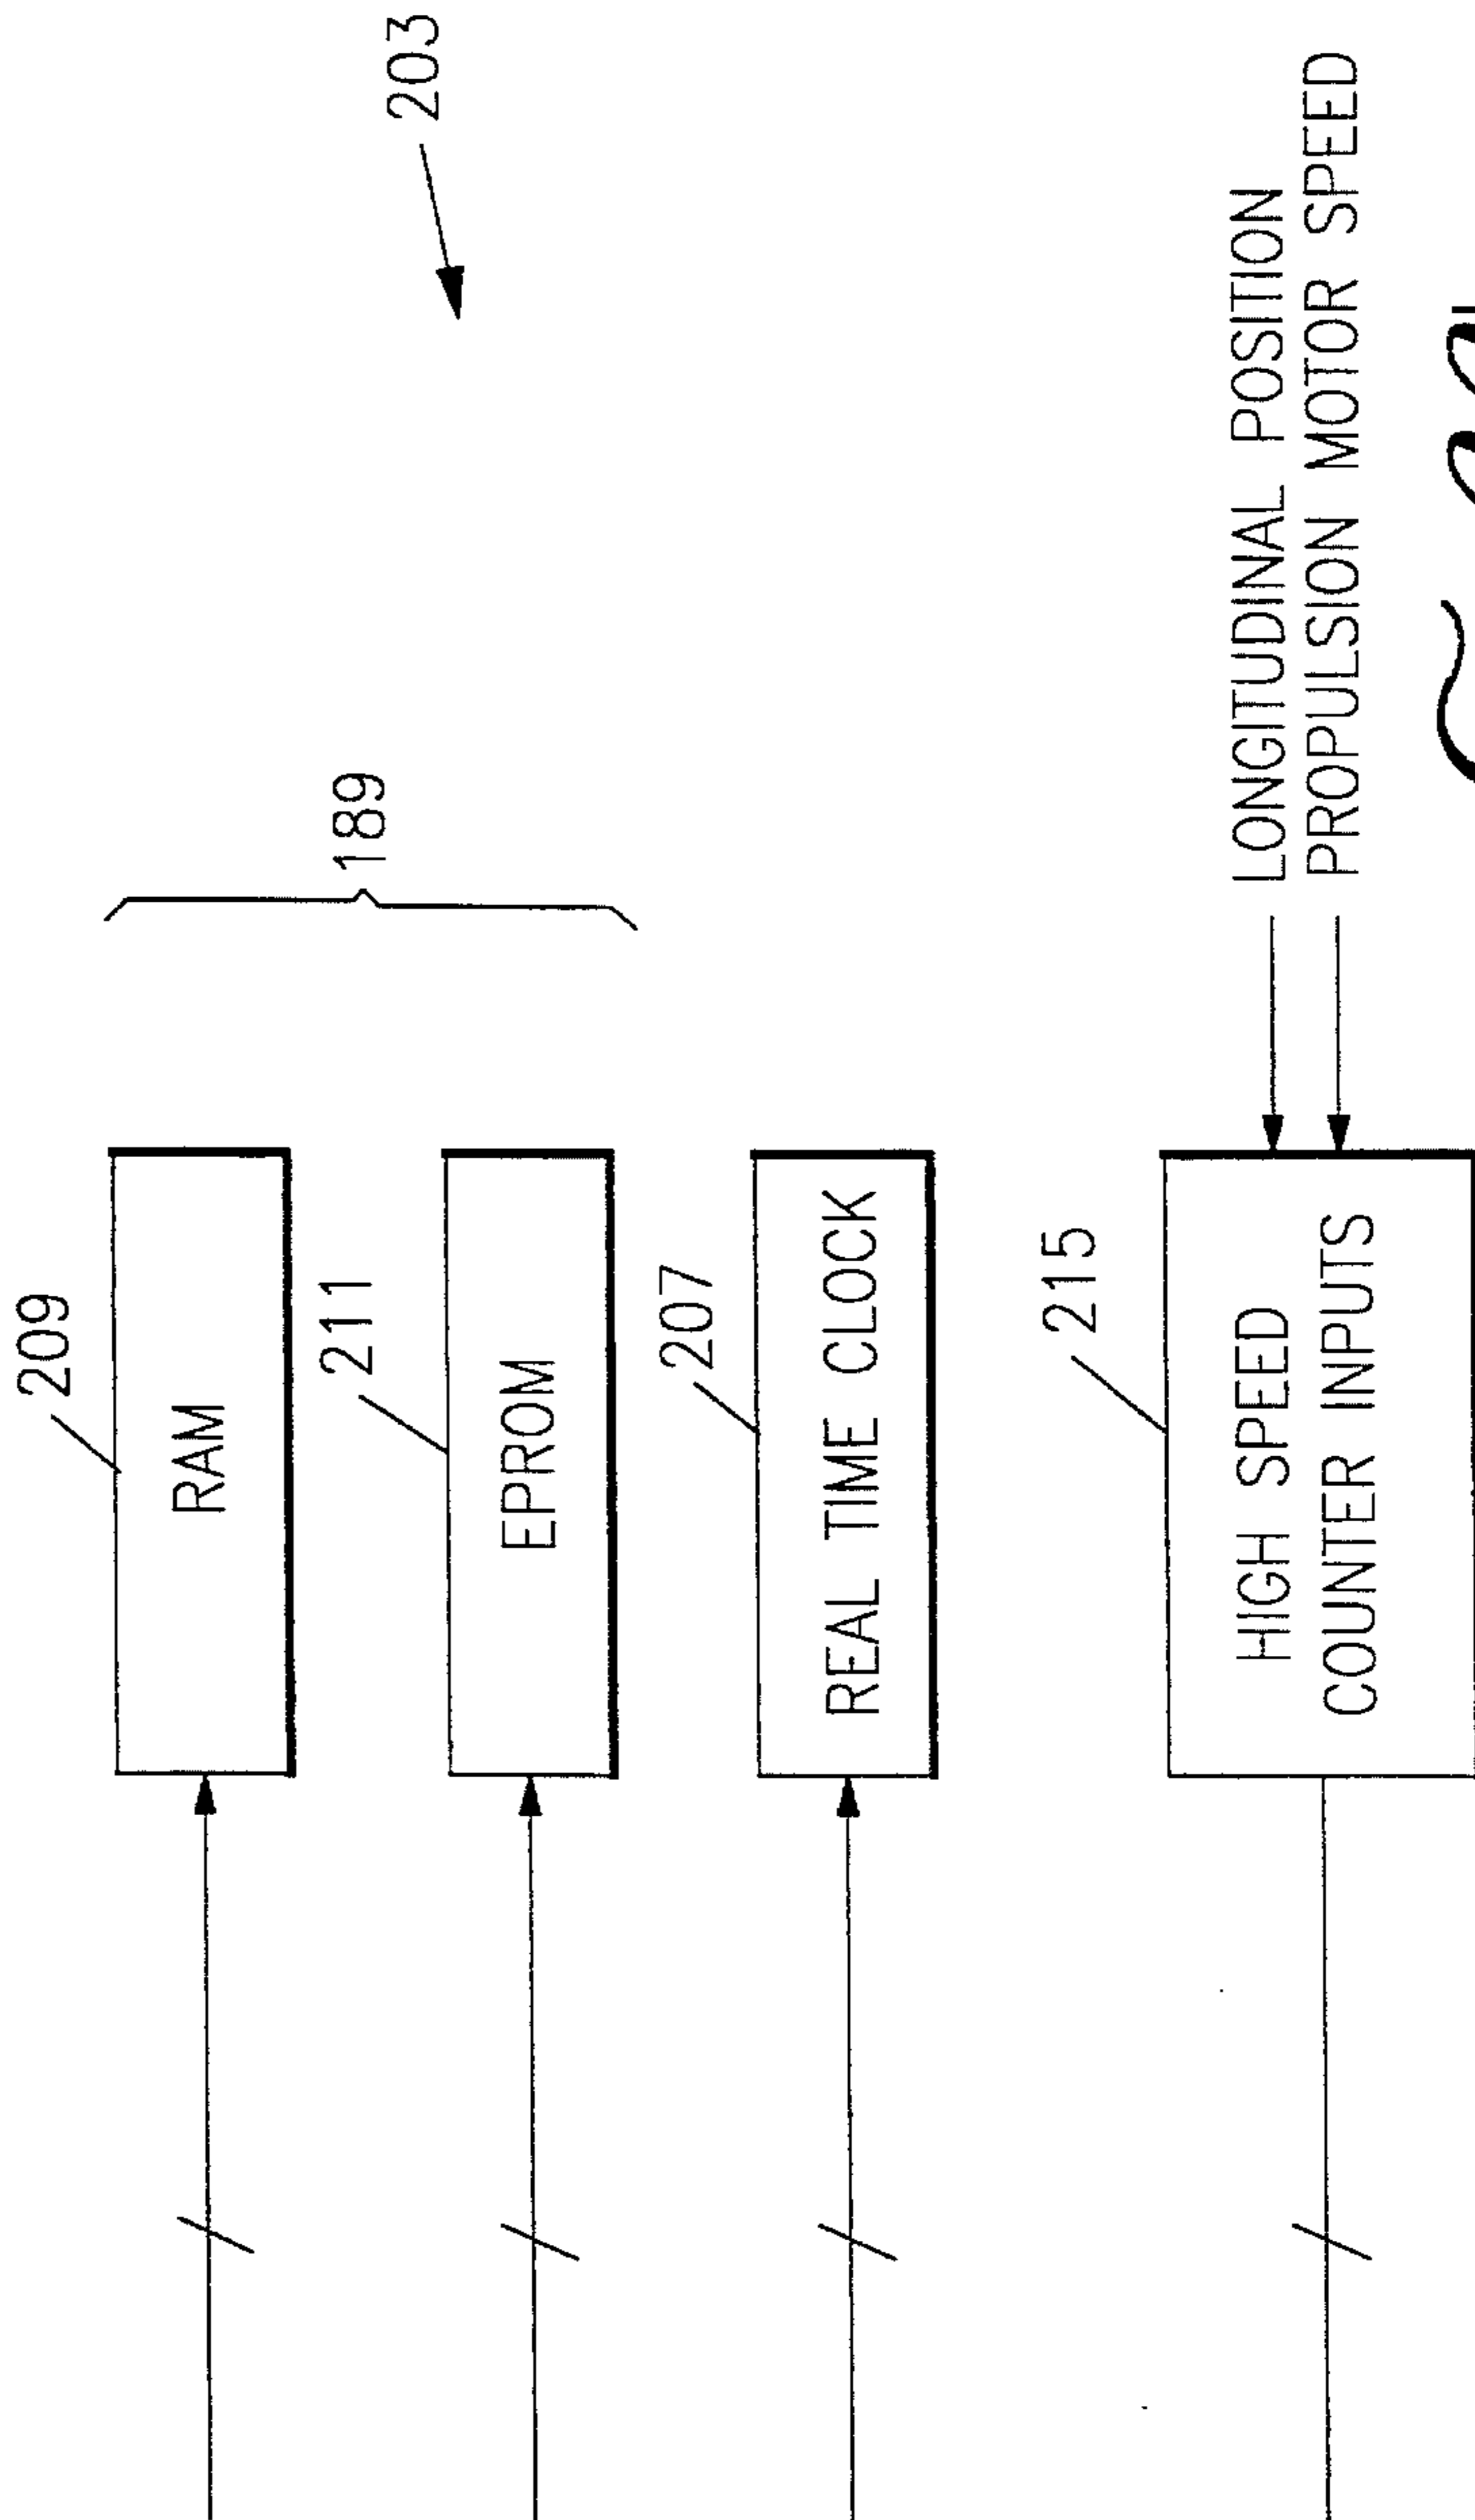 203
189
209
RAM
211
EPROM
207
REAL TIME CLOCK
215
HIGH SPEED
COUNTER INPUTS
LONGITUDINAL POSITION
PROPULSION MOTOR SPEED